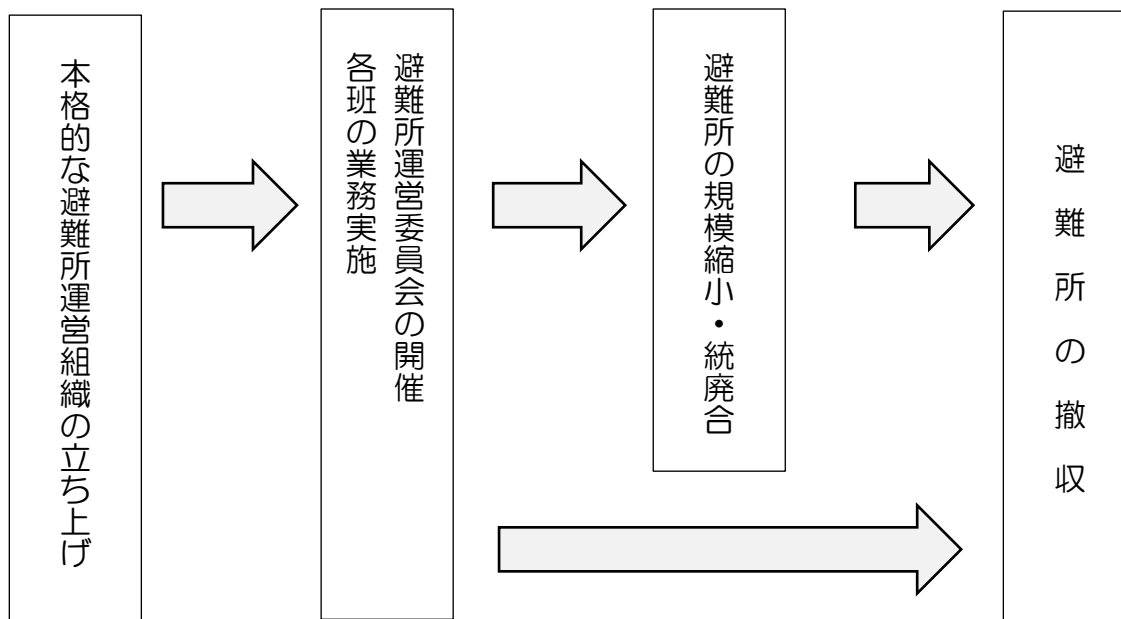 本格的な避難所運営組織の立ち上げ
避難所運営委員会の開催
各班の業務実施
避難所の規模縮小・統廃合
避難所の撤収